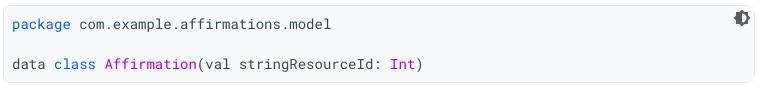 package com.example.affirmations.model
data class Affirmation(val stringResourceId: Int)